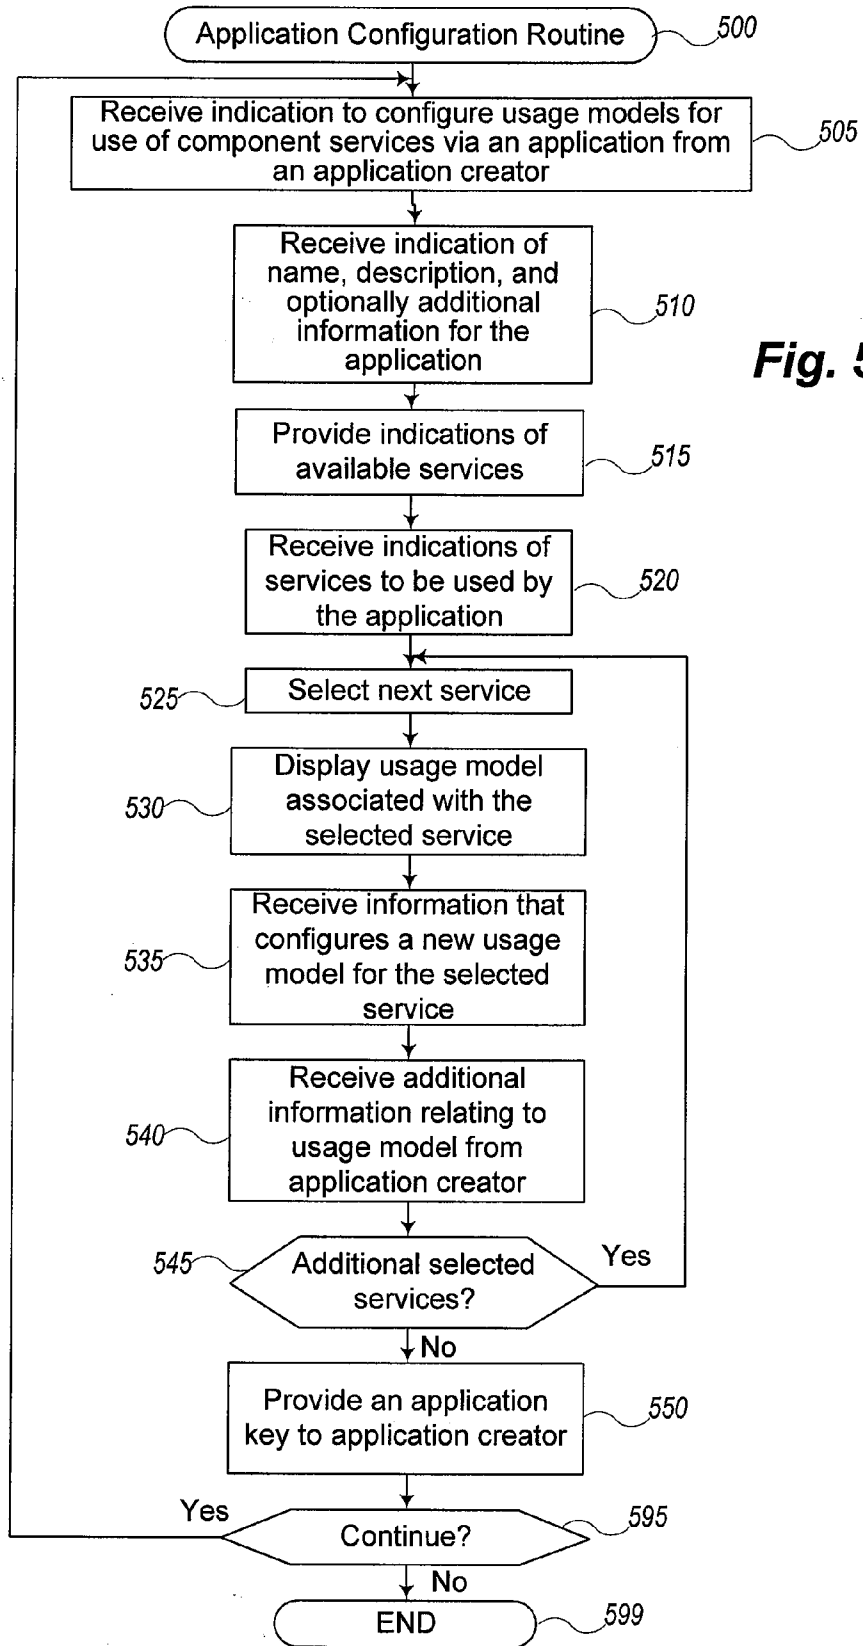 Application Configuration Routine
500
Receive indication to configure usage models for
use of component services via an application from
an application creator
505
Receive indication of
name, description, and
optionally additional
information for the
application
510
Fig. 5
Provide indications of
available services
515
Receive indications of
services to be used by
the application
520
Select next service
525
Display usage model
associated with the
selected service
530
Receive information that
configures a new usage
model for the selected
service
535
Receive additional
information relating to
usage model from
application creator
540
545
Additional selected
services?
Yes
No
Provide an application
key to application creator
550
Yes
Continue?
595
No
END
599